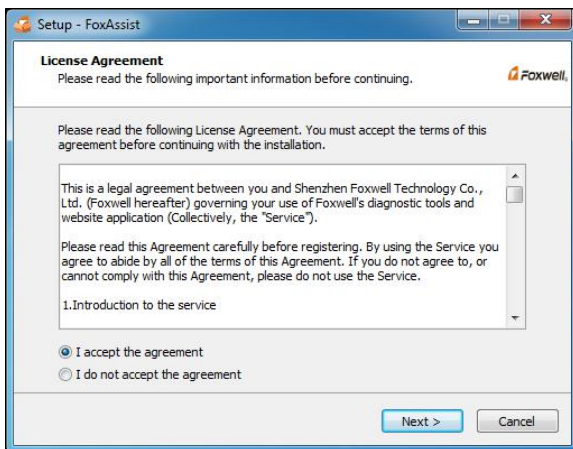 Setup - FoxAssist
License Agreement
Please read the following important information before continuing.
Foxwell.
Please read the following License Agreement. You must accept the terms of this
agreement before continuing with the installation.
This is a legal agreement between you and Shenzhen Foxwell Technology Co.,
Ltd. (Foxwell hereafter) governing your use of Foxwell's diagnostic tools and
website application (Collectively, the "Service").
Please read this Agreement carefully before registering. By using the Service you
agree to abide by all of the terms of this Agreement. If you do not agree to, or
cannot comply with this Agreement, please do not use the Service.
1.Introduction to the service
I accept the agreement
I do not accept the agreement
Next >
Cancel